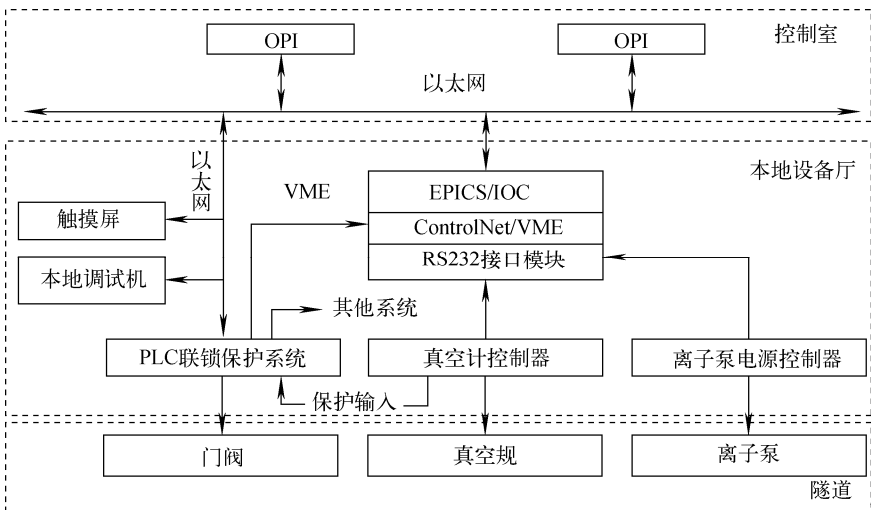 OPI
OPI
控制室
以太网
以太网
VME
EPICS/IOC
本地设备厅
ControlNet/VME
RS232接口模块
触摸屏
本地调试机
其他系统
PLC联锁保护系统
真空计控制器
离子泵电源控制器
保护输入
门阀
真空规
离子泵
隧道